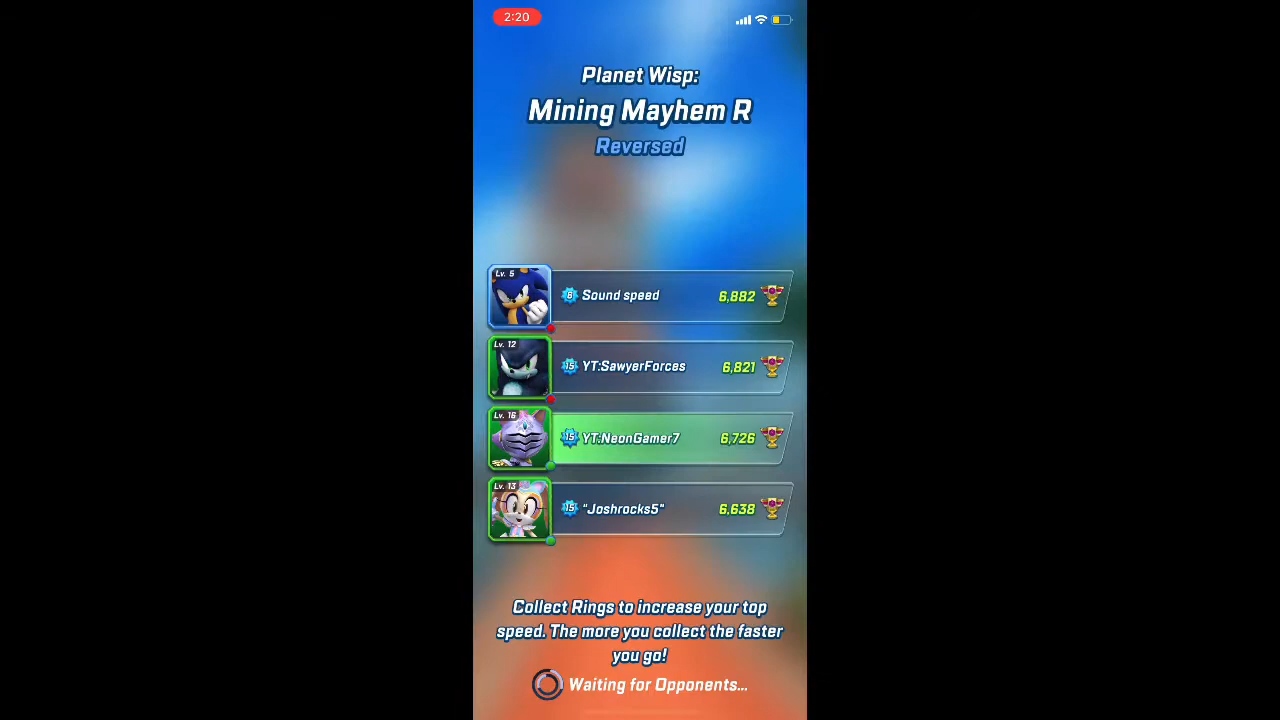 2:20
Planet Wisp:
Mining Mayhem R
Reversed
Lv. 5
6 Sound speed 6,882
Lv. 12
15 YT:SawyerForces 6,821
Lv. 16
15 YT:NeonGamer7 6,726
Lv. 13
15 "Joshrocks5" 6,638
Collect Rings to increase your top
speed. The more you collect the faster
you go!
Waiting for Opponents...